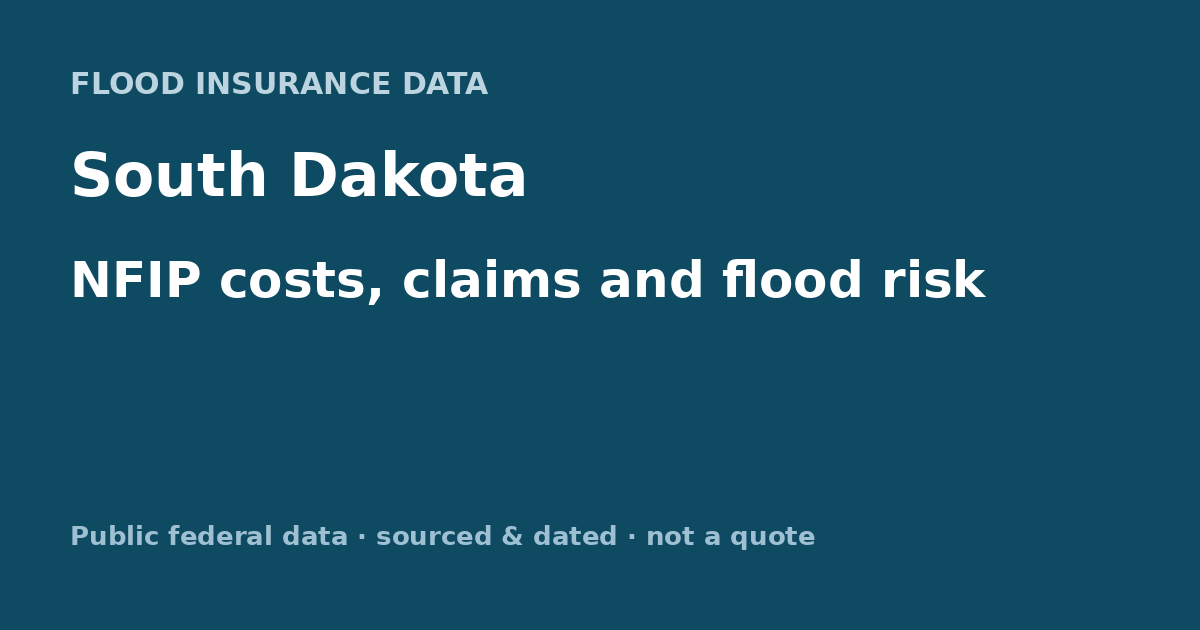 FLOOD INSURANCE DATA
South Dakota
NFIP costs, claims and flood risk
Public federal data · sourced & dated · not a quote